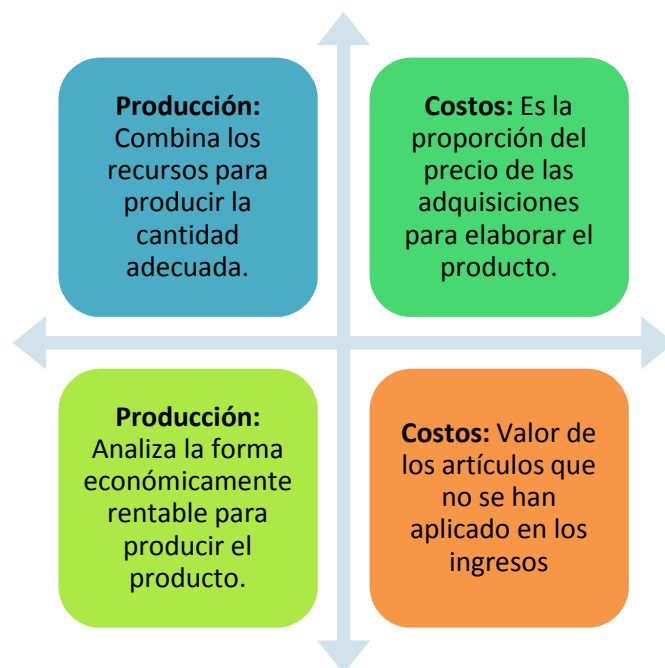 Producción:
Combina los
recursos para
producir la
cantidad
adecuada.
Costos: Es la
proporción del
precio de las
adquisiciones
para elaborar el
producto.
Producción:
Analiza la forma
económicamente
rentable para
producir el
producto.
Costos: Valor de
los artículos que
no se han
aplicado en los
ingresos